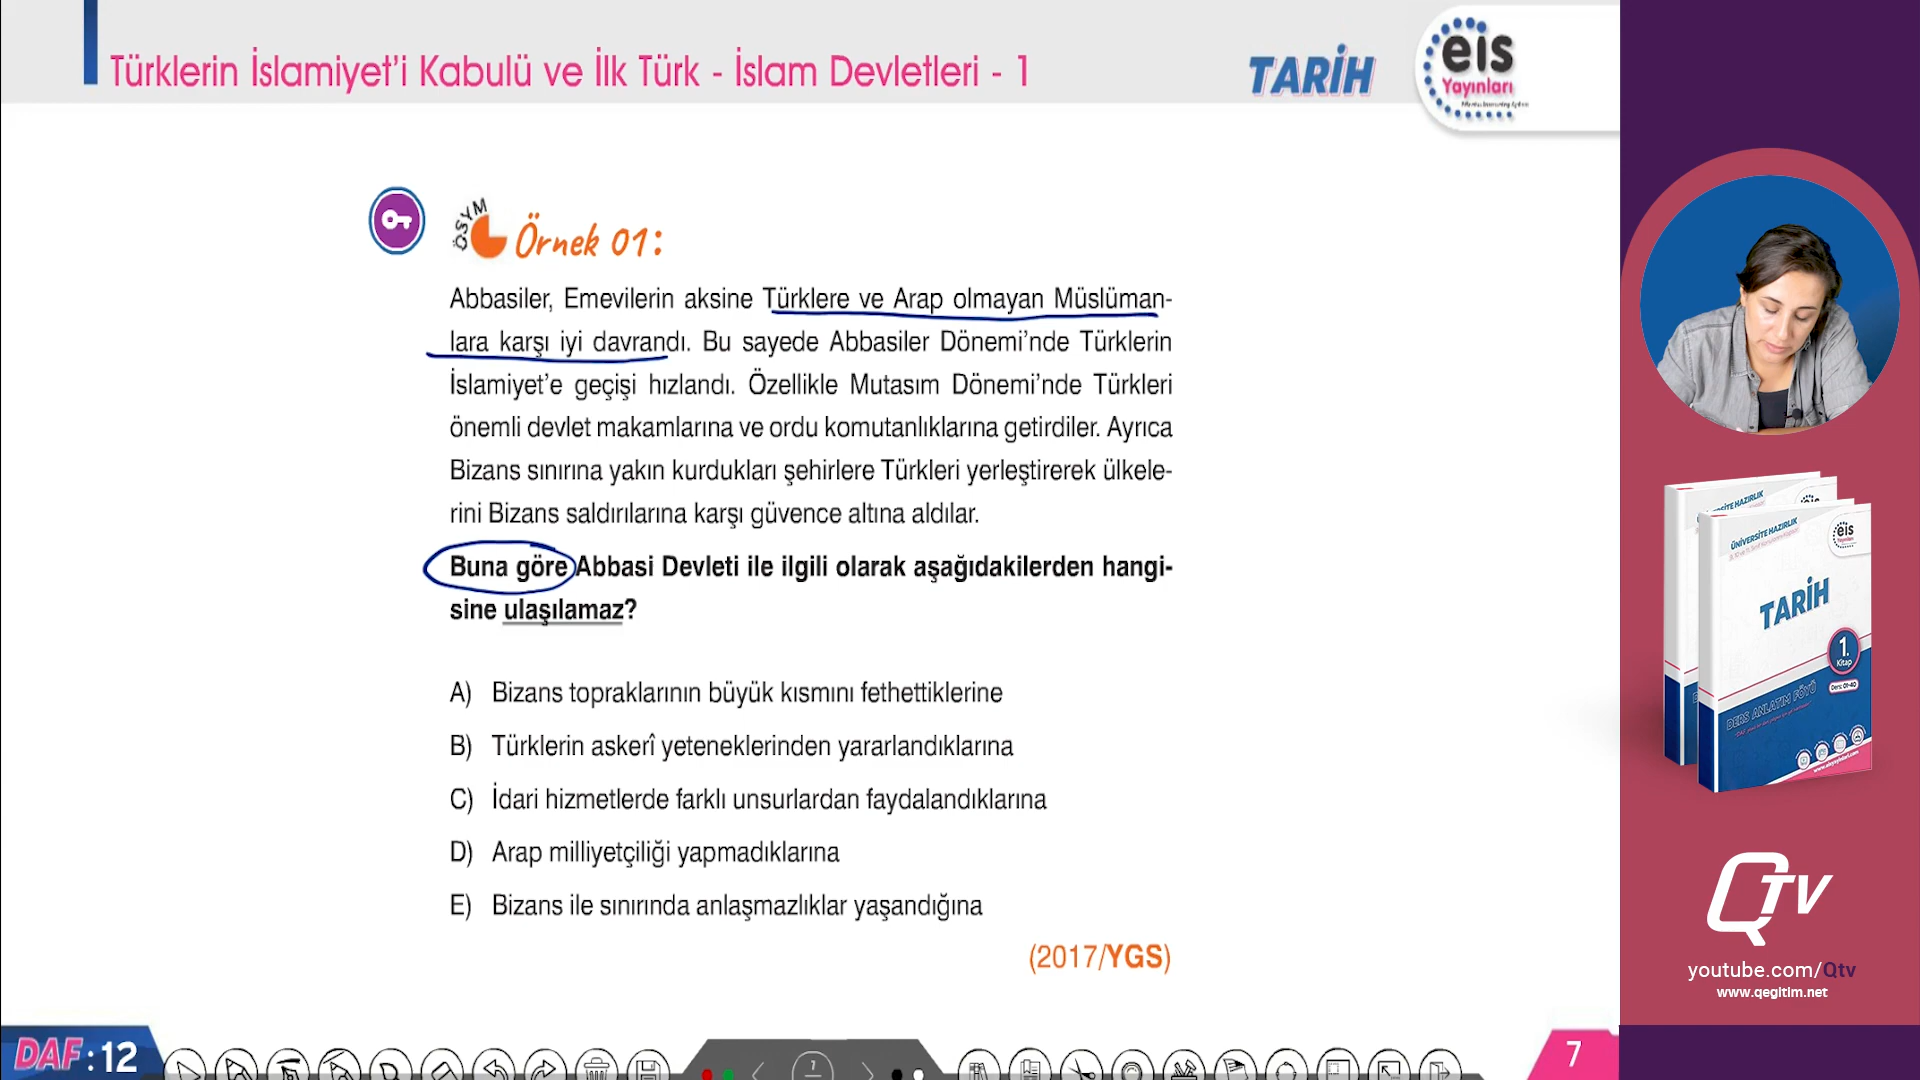 Türklerin İslamiyet'i Kabulü ve İlk Türk - İslam Devletleri - 1
TARİH
eis
Yayınları
ÖSYM
Örnek 01:
Abbasiler, Emevilerin aksine Türklere ve Arap olmayan Müslüman-
lara karşı iyi davrandı. Bu sayede Abbasiler Dönemi'nde Türklerin
İslamiyet'e geçişi hızlandı. Özellikle Mutasım Dönemi'nde Türkleri
önemli devlet makamlarına ve ordu komutanlıklarına getirdiler. Ayrıca
Bizans sınırına yakın kurdukları şehirlere Türkleri yerleştirerek ülkele-
rini Bizans saldırılarına karşı güvence altına aldılar.
Buna göre Abbasi Devleti ile ilgili olarak aşağıdakilerden hangi-
sine ulaşılamaz?
A) Bizans topraklarının büyük kısmını fethettiklerine
B) Türklerin askerî yeteneklerinden yararlandıklarına
C) İdari hizmetlerde farklı unsurlardan faydalandıklarına
D) Arap milliyetçiliği yapmadıklarına
E) Bizans ile sınırında anlaşmazlıklar yaşandığına
(2017/YGS)
DAF: 12
7
ÜNİVERSİTE HAZIRLIK
eis
TARİH
1.
Kitap
Ders: 01-40
DERS ANLATIM FÖYÜ
QTV
youtube.com/Qtv
www.qegitim.net